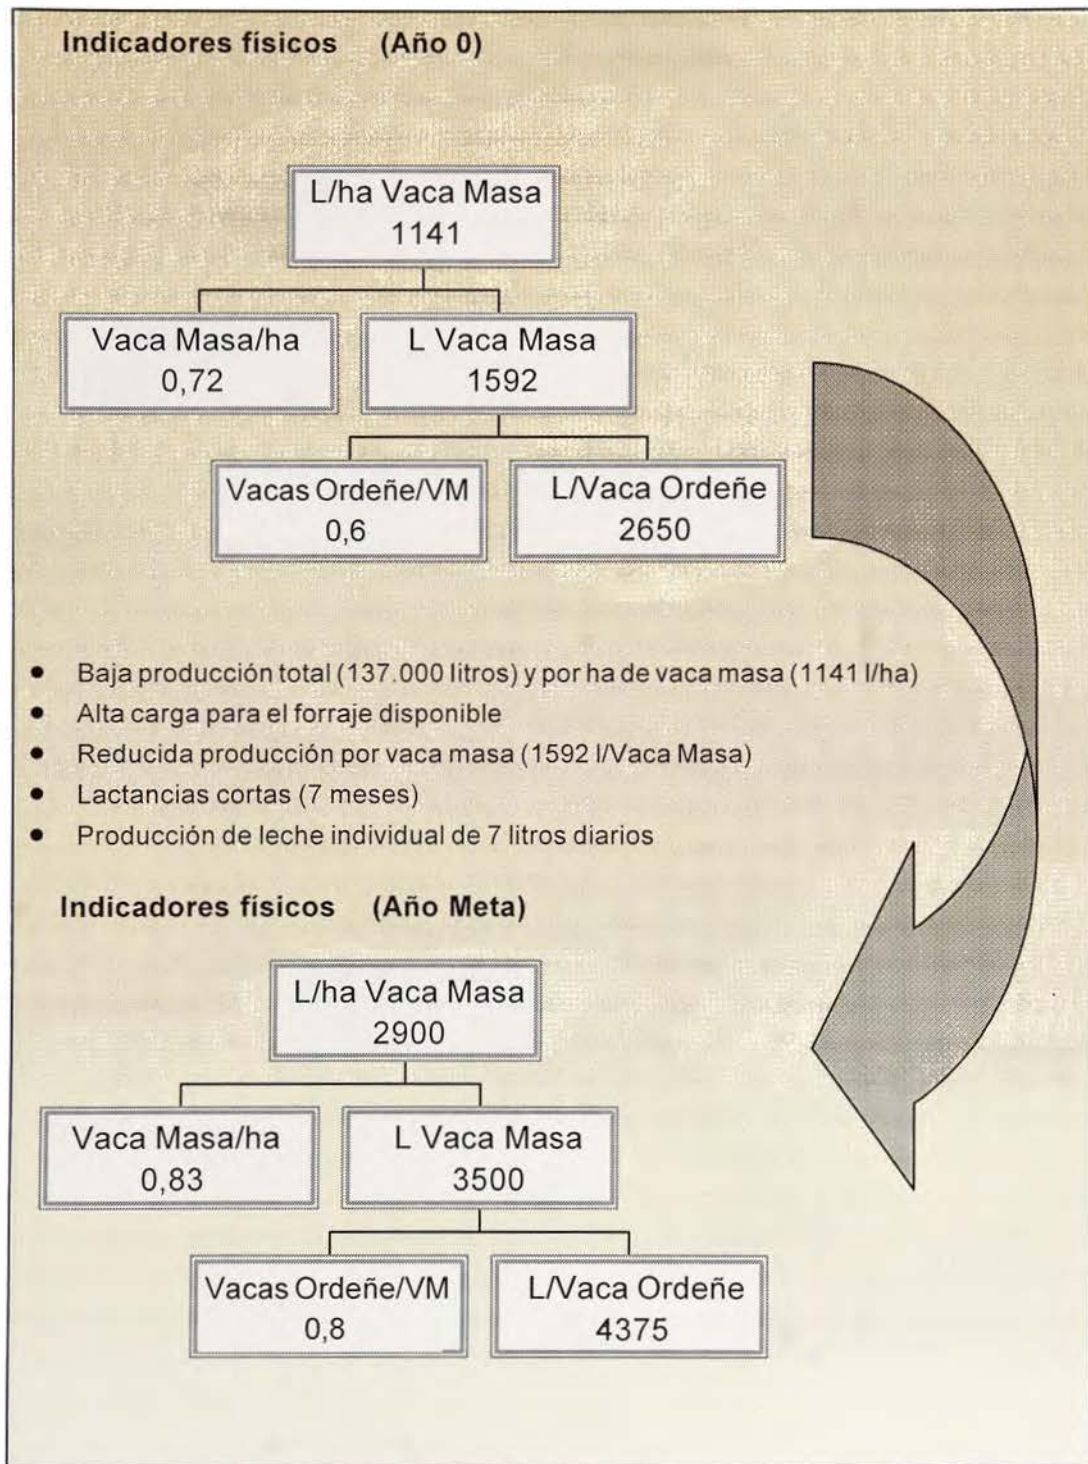 Indicadores físicos (Año 0)
L/ha Vaca Masa
1141
Vaca Masa/ha
0,72
L Vaca Masa
1592
Vacas Ordeñe/VM
0,6
L/Vaca Ordeñe
2650
• Baja producción total (137.000 litros) y por ha de vaca masa (1141 l/ha)
• Alta carga para el forraje disponible
• Reducida producción por vaca masa (1592 l/Vaca Masa)
• Lactancias cortas (7 meses)
• Producción de leche individual de 7 litros diarios
Indicadores físicos (Año Meta)
L/ha Vaca Masa
2900
Vaca Masa/ha
0,83
L Vaca Masa
3500
Vacas Ordeñe/VM
0,8
L/Vaca Ordeñe
4375